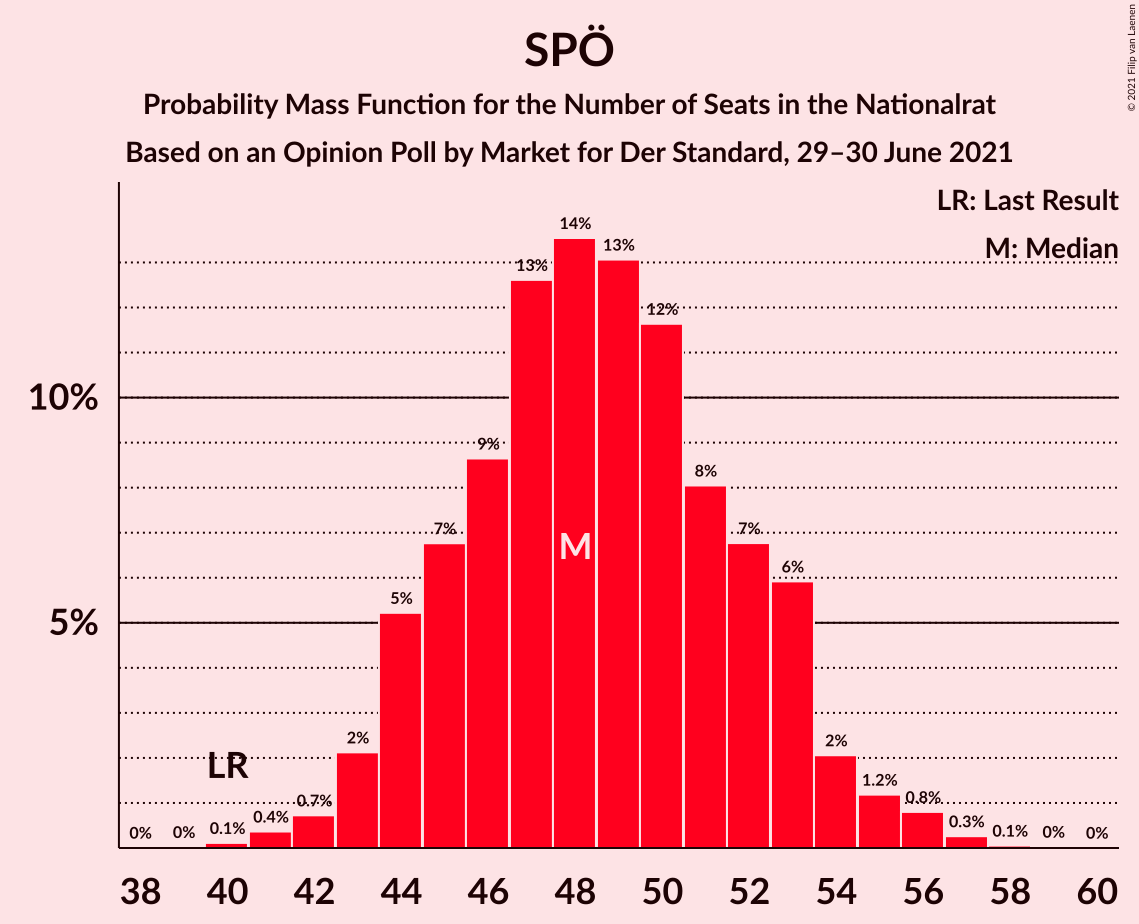 SPÖ
Probability Mass Function for the Number of Seats in the Nationalrat
Based on an Opinion Poll by Market for Der Standard, 29–30 June 2021
© 2021 Filip van Laenen
LR: Last Result
M: Median
10%
5%
0%
0%
0.1%
0.4%
0.7%
2%
5%
7%
9%
13%
14%
13%
12%
8%
7%
6%
2%
1.2%
0.8%
0.3%
0.1%
0%
0%
LR
M
38 40 42 44 46 48 50 52 54 56 58 60